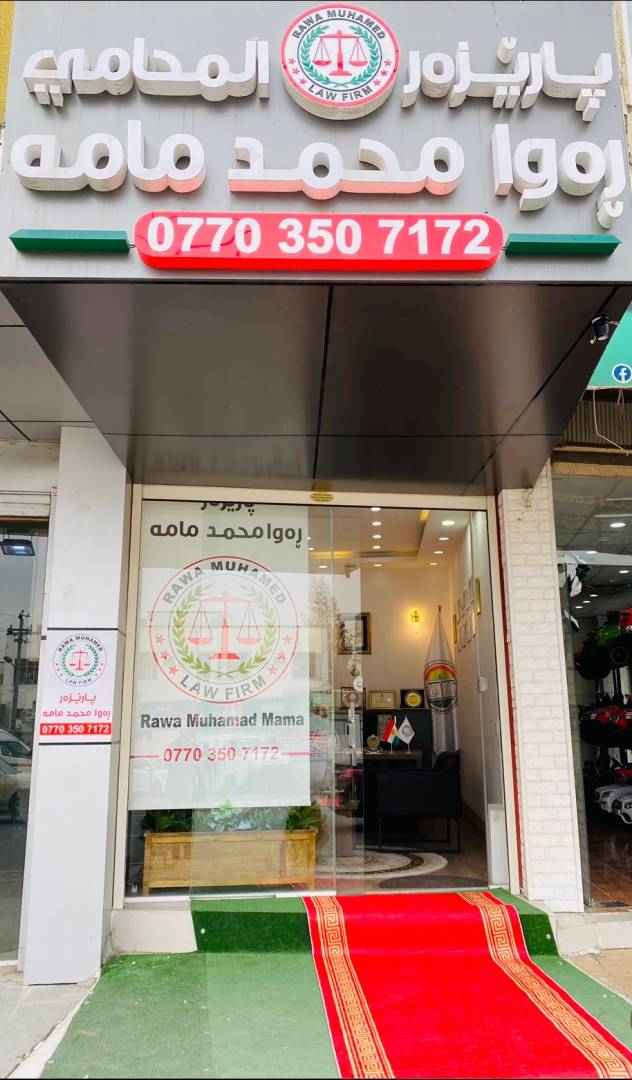 پارێزەر المحامي
RAWA MUHAMED
LAW FIRM
ڕەوا محمد مامە
0770 350 7172
پارێزەر
ڕەوا محمد مامە
RAWA MUHAMED
LAW FIRM
Rawa Muhamad Mama
0770 350 7172
RAWA MUHAMED
LAW FIRM
پارێزەر
ڕەوا محمد مامە
0770 350 7172